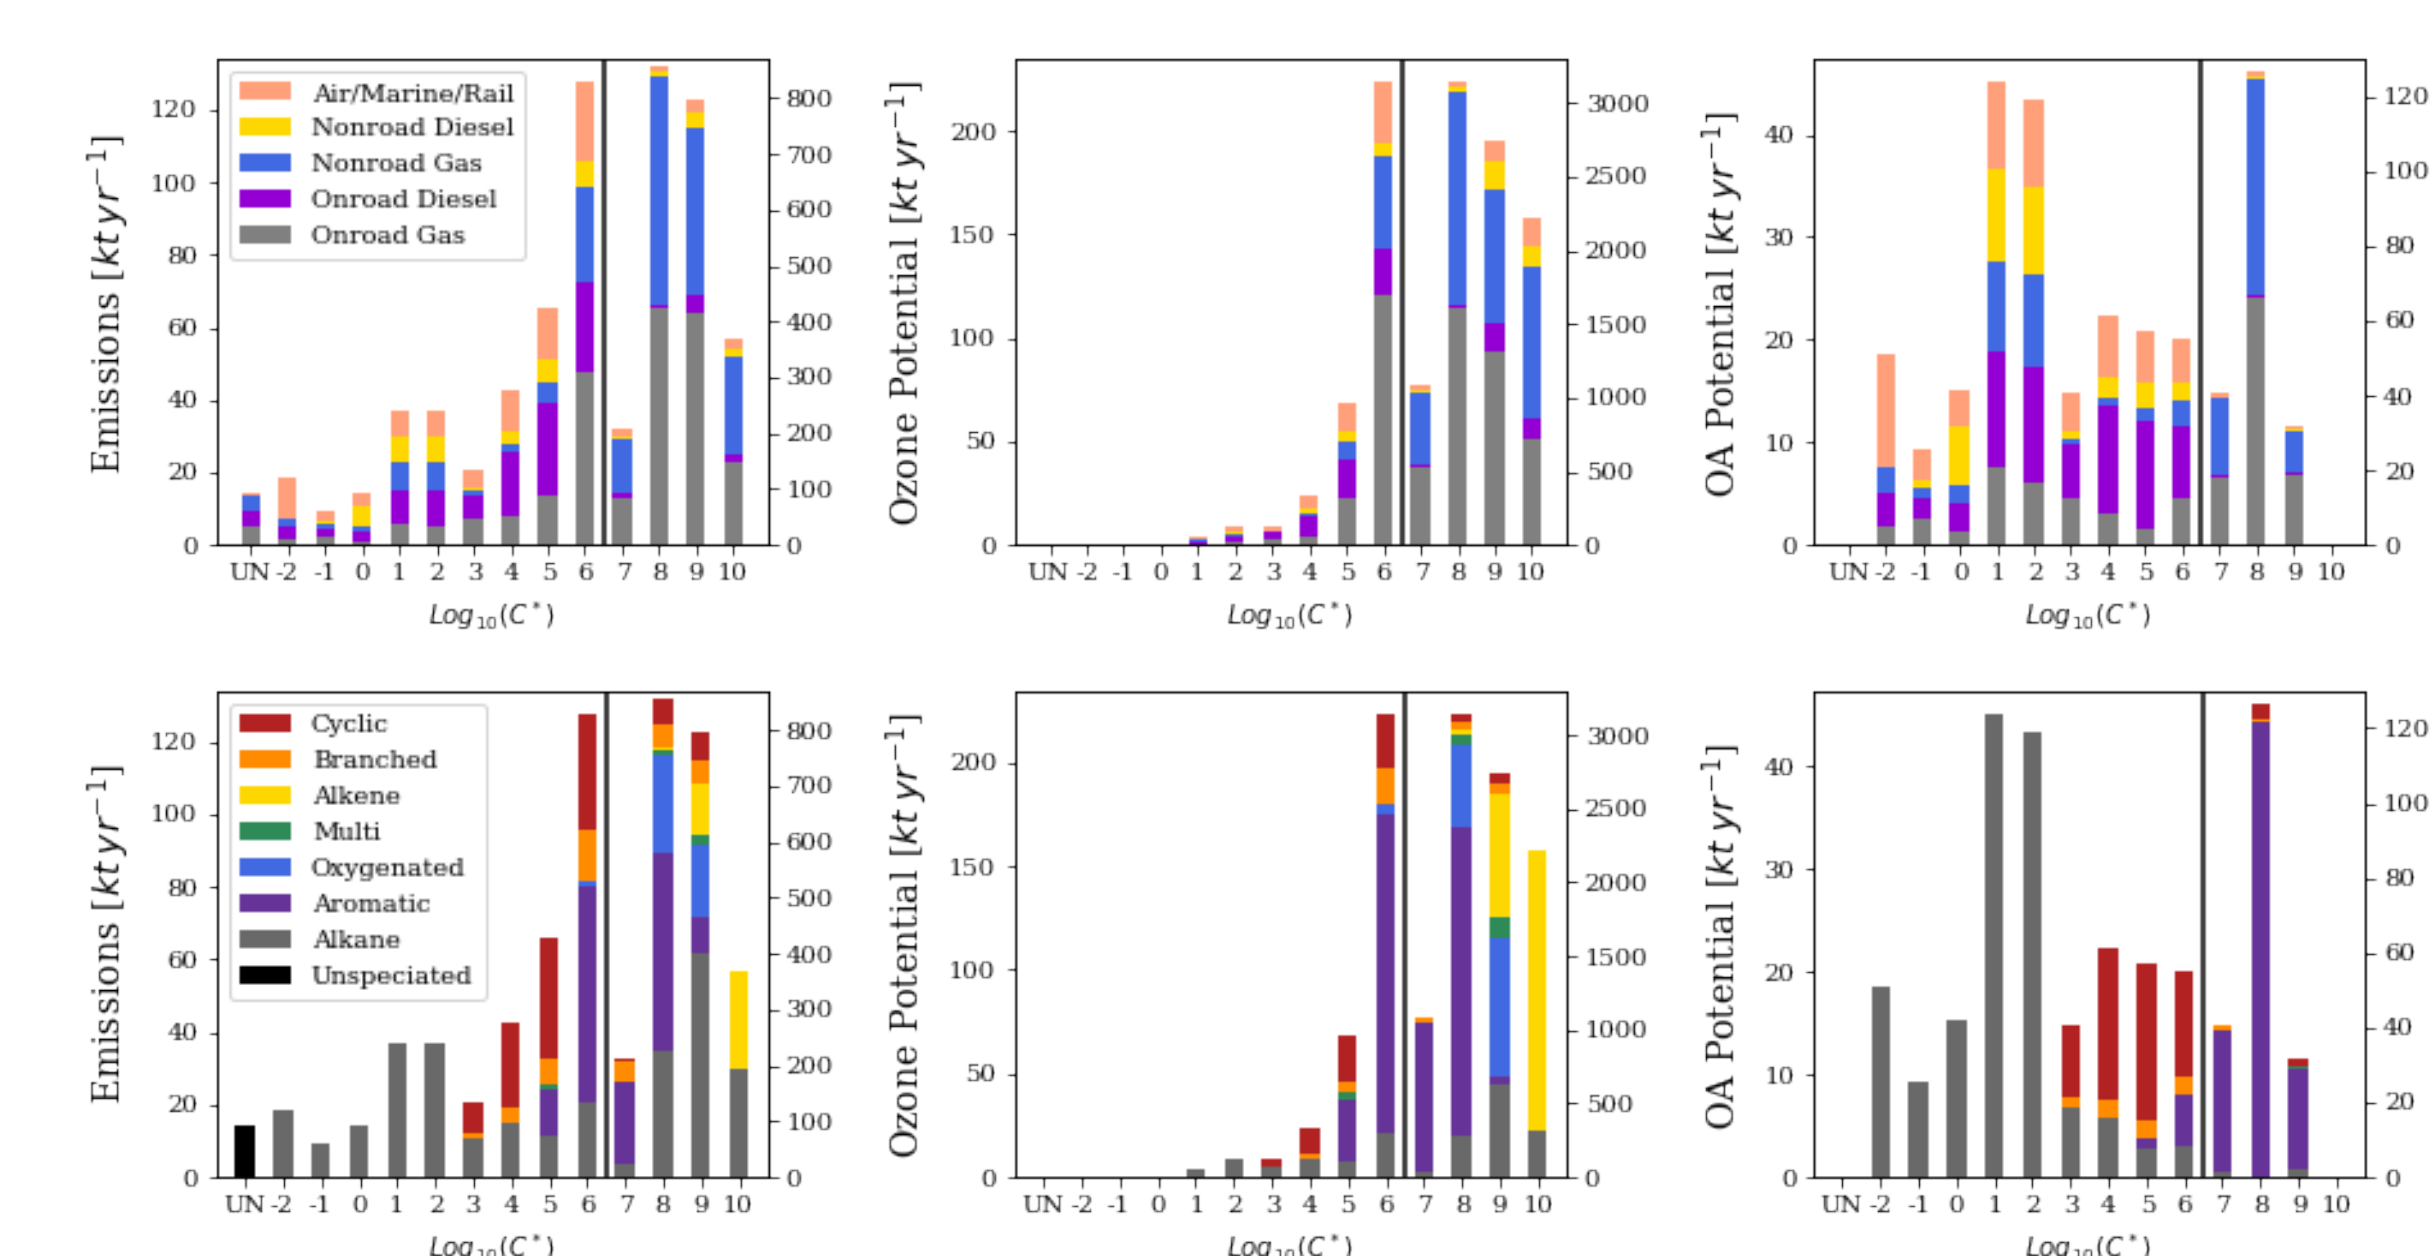 Emissions [kt yr⁻¹]
120
100
80
60
40
20
0
Air/Marine/Rail
Nonroad Diesel
Nonroad Gas
Onroad Diesel
Onroad Gas
800
700
600
500
400
300
200
100
0
UN -2 -1 0 1 2 3 4 5 6 7 8 9 10
Log₁₀(C*)
Ozone Potential [kt yr⁻¹]
200
150
100
50
0
3000
2500
2000
1500
1000
500
0
UN -2 -1 0 1 2 3 4 5 6 7 8 9 10
Log₁₀(C*)
OA Potential [kt yr⁻¹]
40
30
20
10
0
120
100
80
60
40
20
0
UN -2 -1 0 1 2 3 4 5 6 7 8 9 10
Log₁₀(C*)
Emissions [kt yr⁻¹]
120
100
80
60
40
20
0
Cyclic
Branched
Alkene
Multi
Oxygenated
Aromatic
Alkane
Unspeciated
800
700
600
500
400
300
200
100
0
UN -2 -1 0 1 2 3 4 5 6 7 8 9 10
Log₁₀(C*)
Ozone Potential [kt yr⁻¹]
200
150
100
50
0
3000
2500
2000
1500
1000
500
0
UN -2 -1 0 1 2 3 4 5 6 7 8 9 10
Log₁₀(C*)
OA Potential [kt yr⁻¹]
40
30
20
10
0
120
100
80
60
40
20
0
UN -2 -1 0 1 2 3 4 5 6 7 8 9 10
Log₁₀(C*)